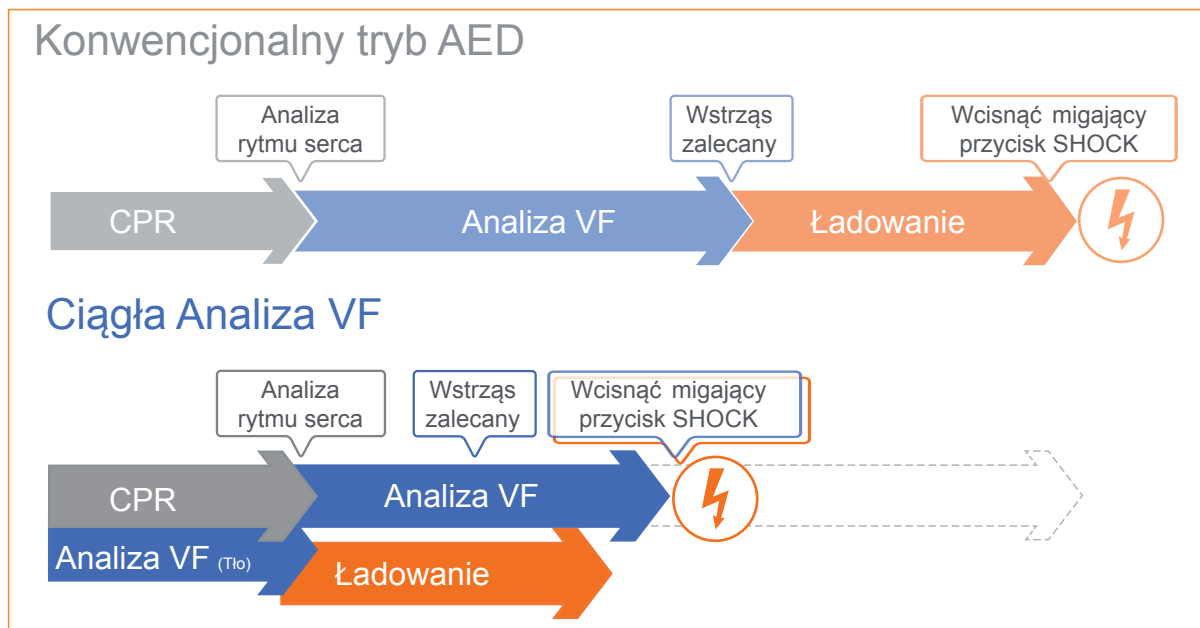 Konwencjonalny tryb AED
Analiza
rytmu serca
Wstrząs
zalecany
Wcisnąć migający
przycisk SHOCK
CPR
Analiza VF
Ładowanie
Ciągła Analiza VF
Analiza
rytmu serca
Wstrząs
zalecany
Wcisnąć migający
przycisk SHOCK
CPR
Analiza VF
Analiza VF (Tło)
Ładowanie